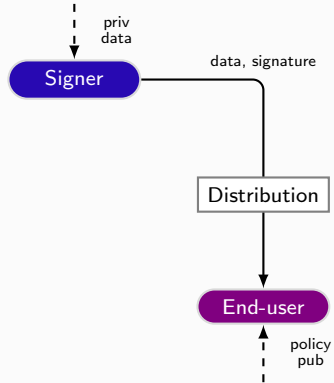 priv
data
Signer
data, signature
Distribution
End-user
policy
pub